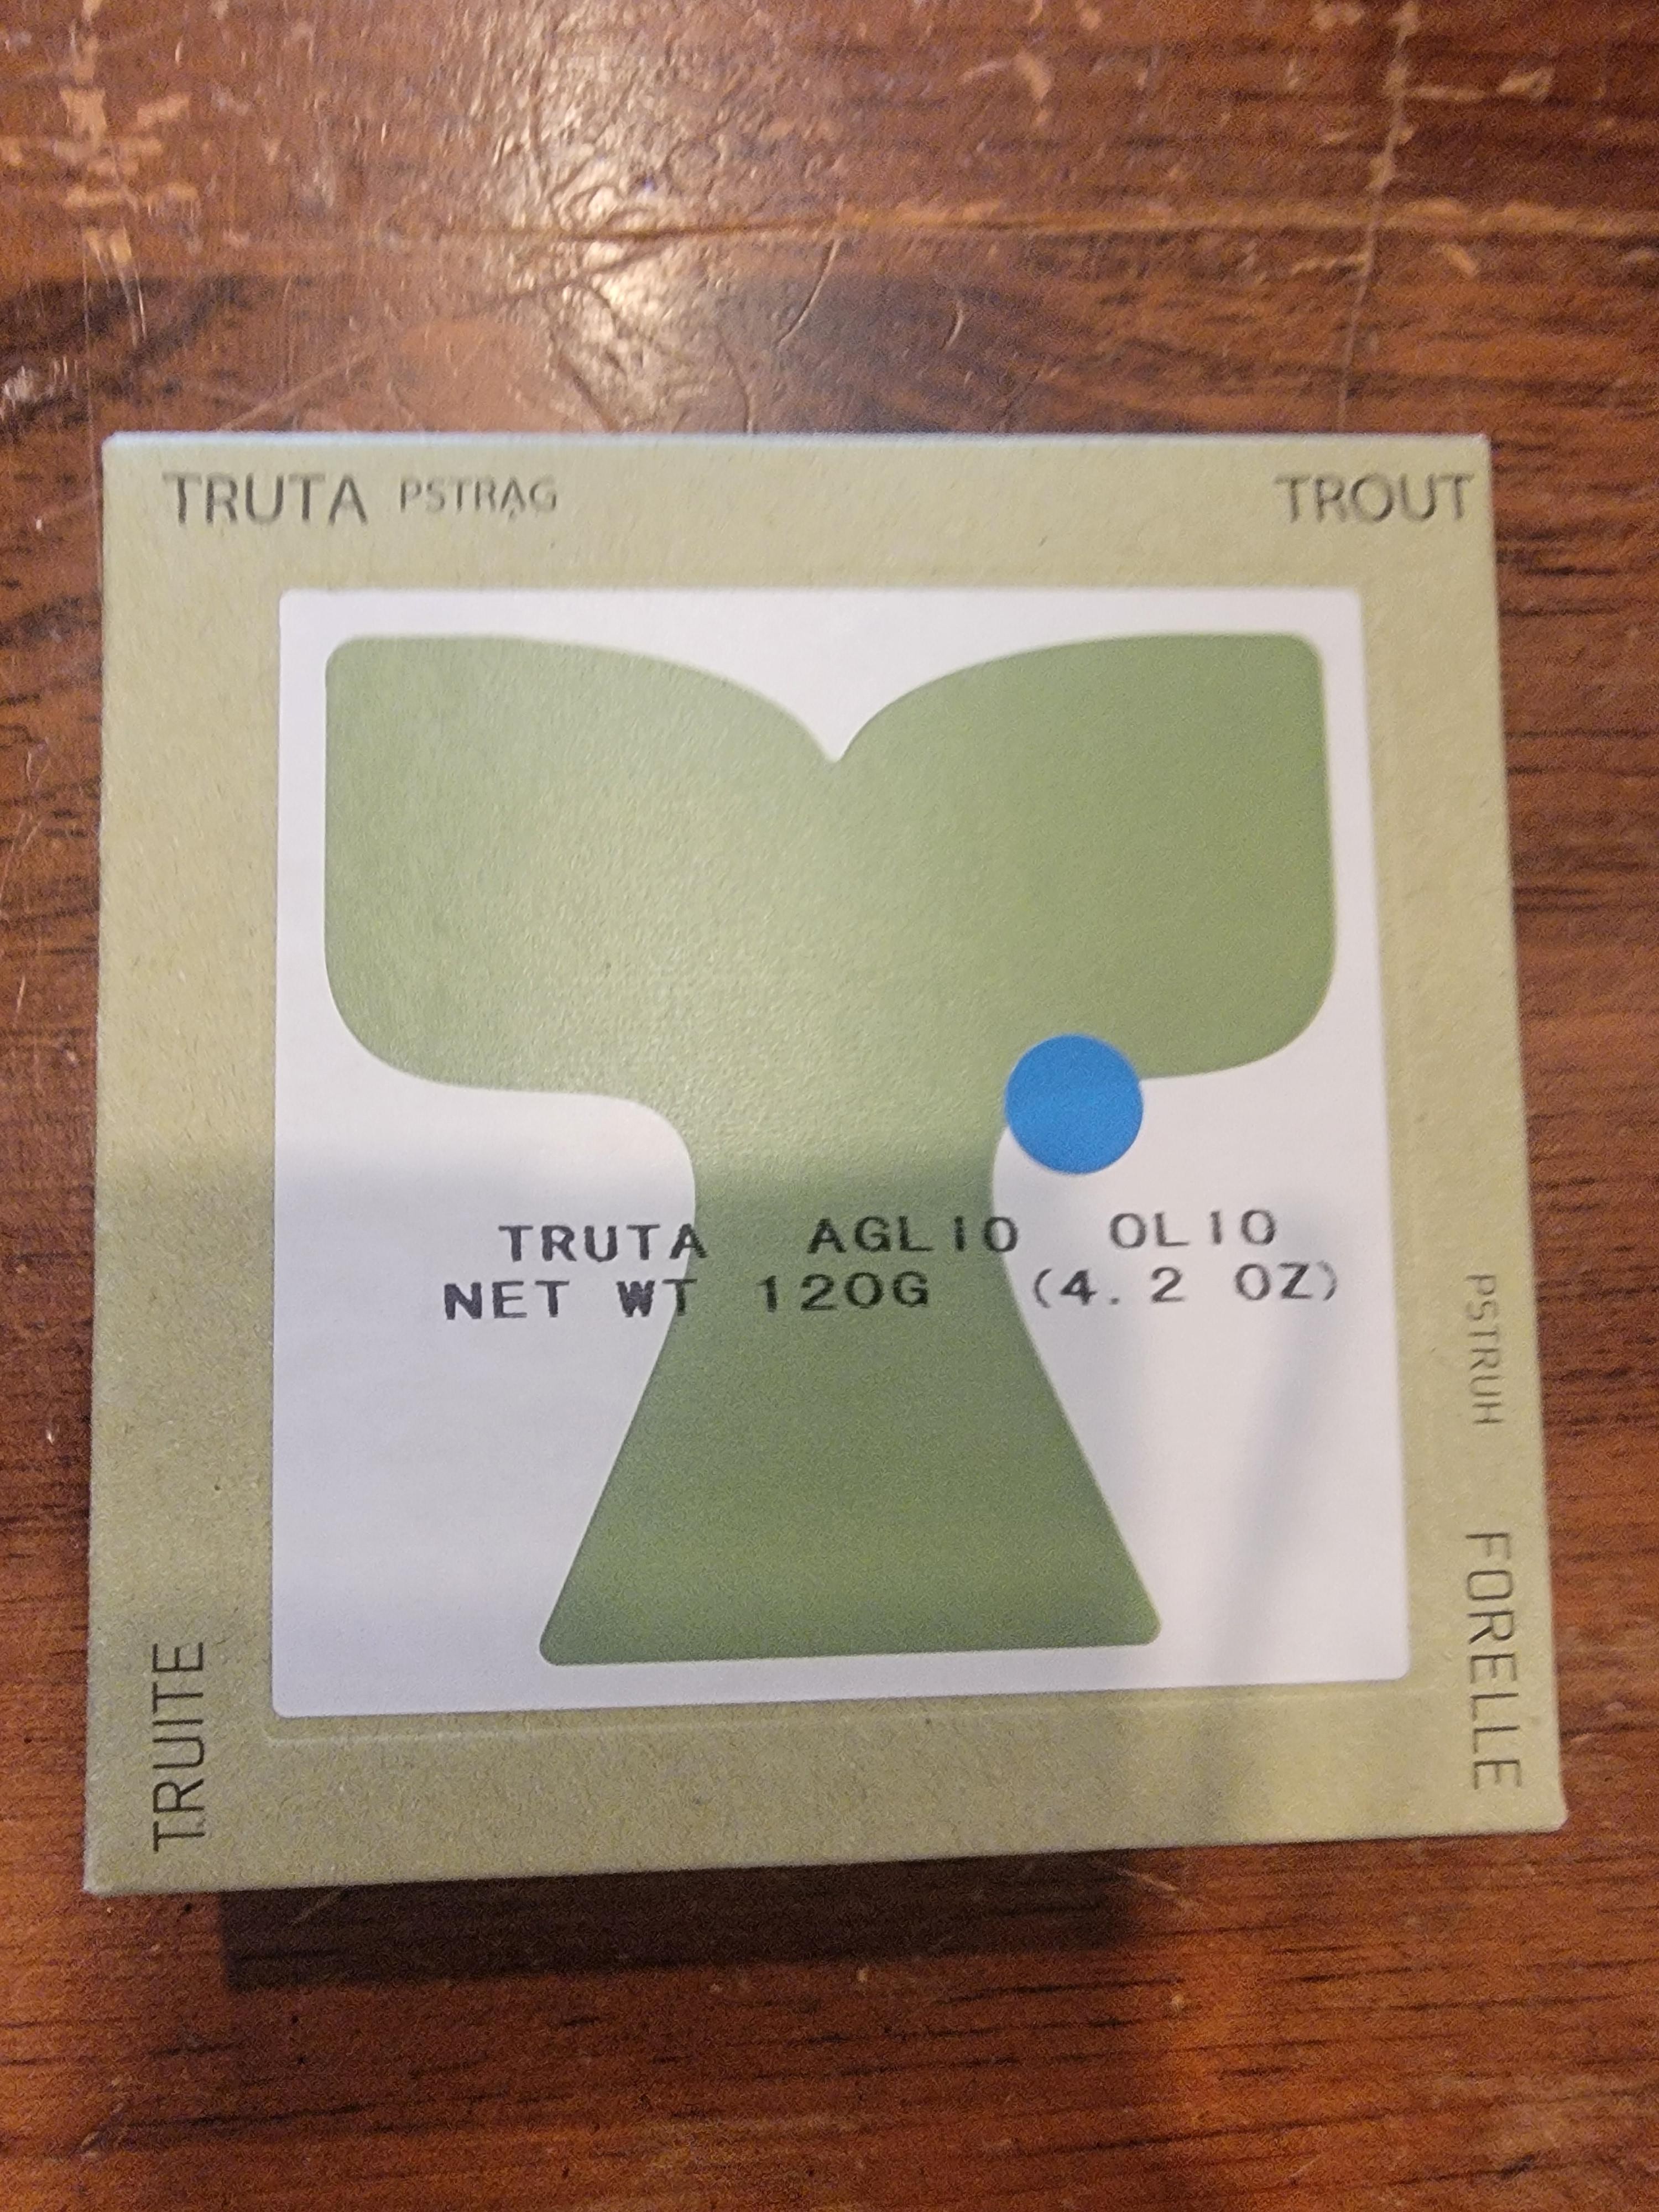 TRUTA PSTRĄG TROUT
TRUTA AGLIO OLIO
NET WT 120G (4.2 OZ)
PSTRUH FORELLE
TRUITE